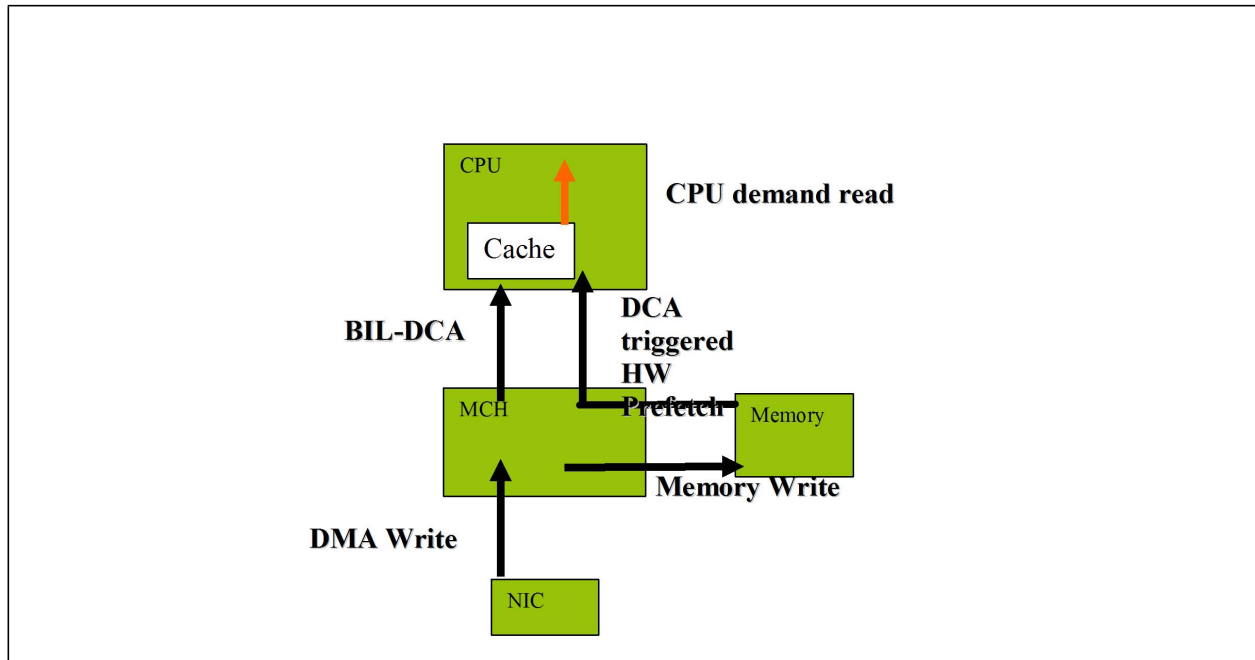 CPU
CPU demand read
Cache
BIL-DCA
DCA
triggered
HW
Prefetch
MCH
Memory
Memory Write
DMA Write
NIC